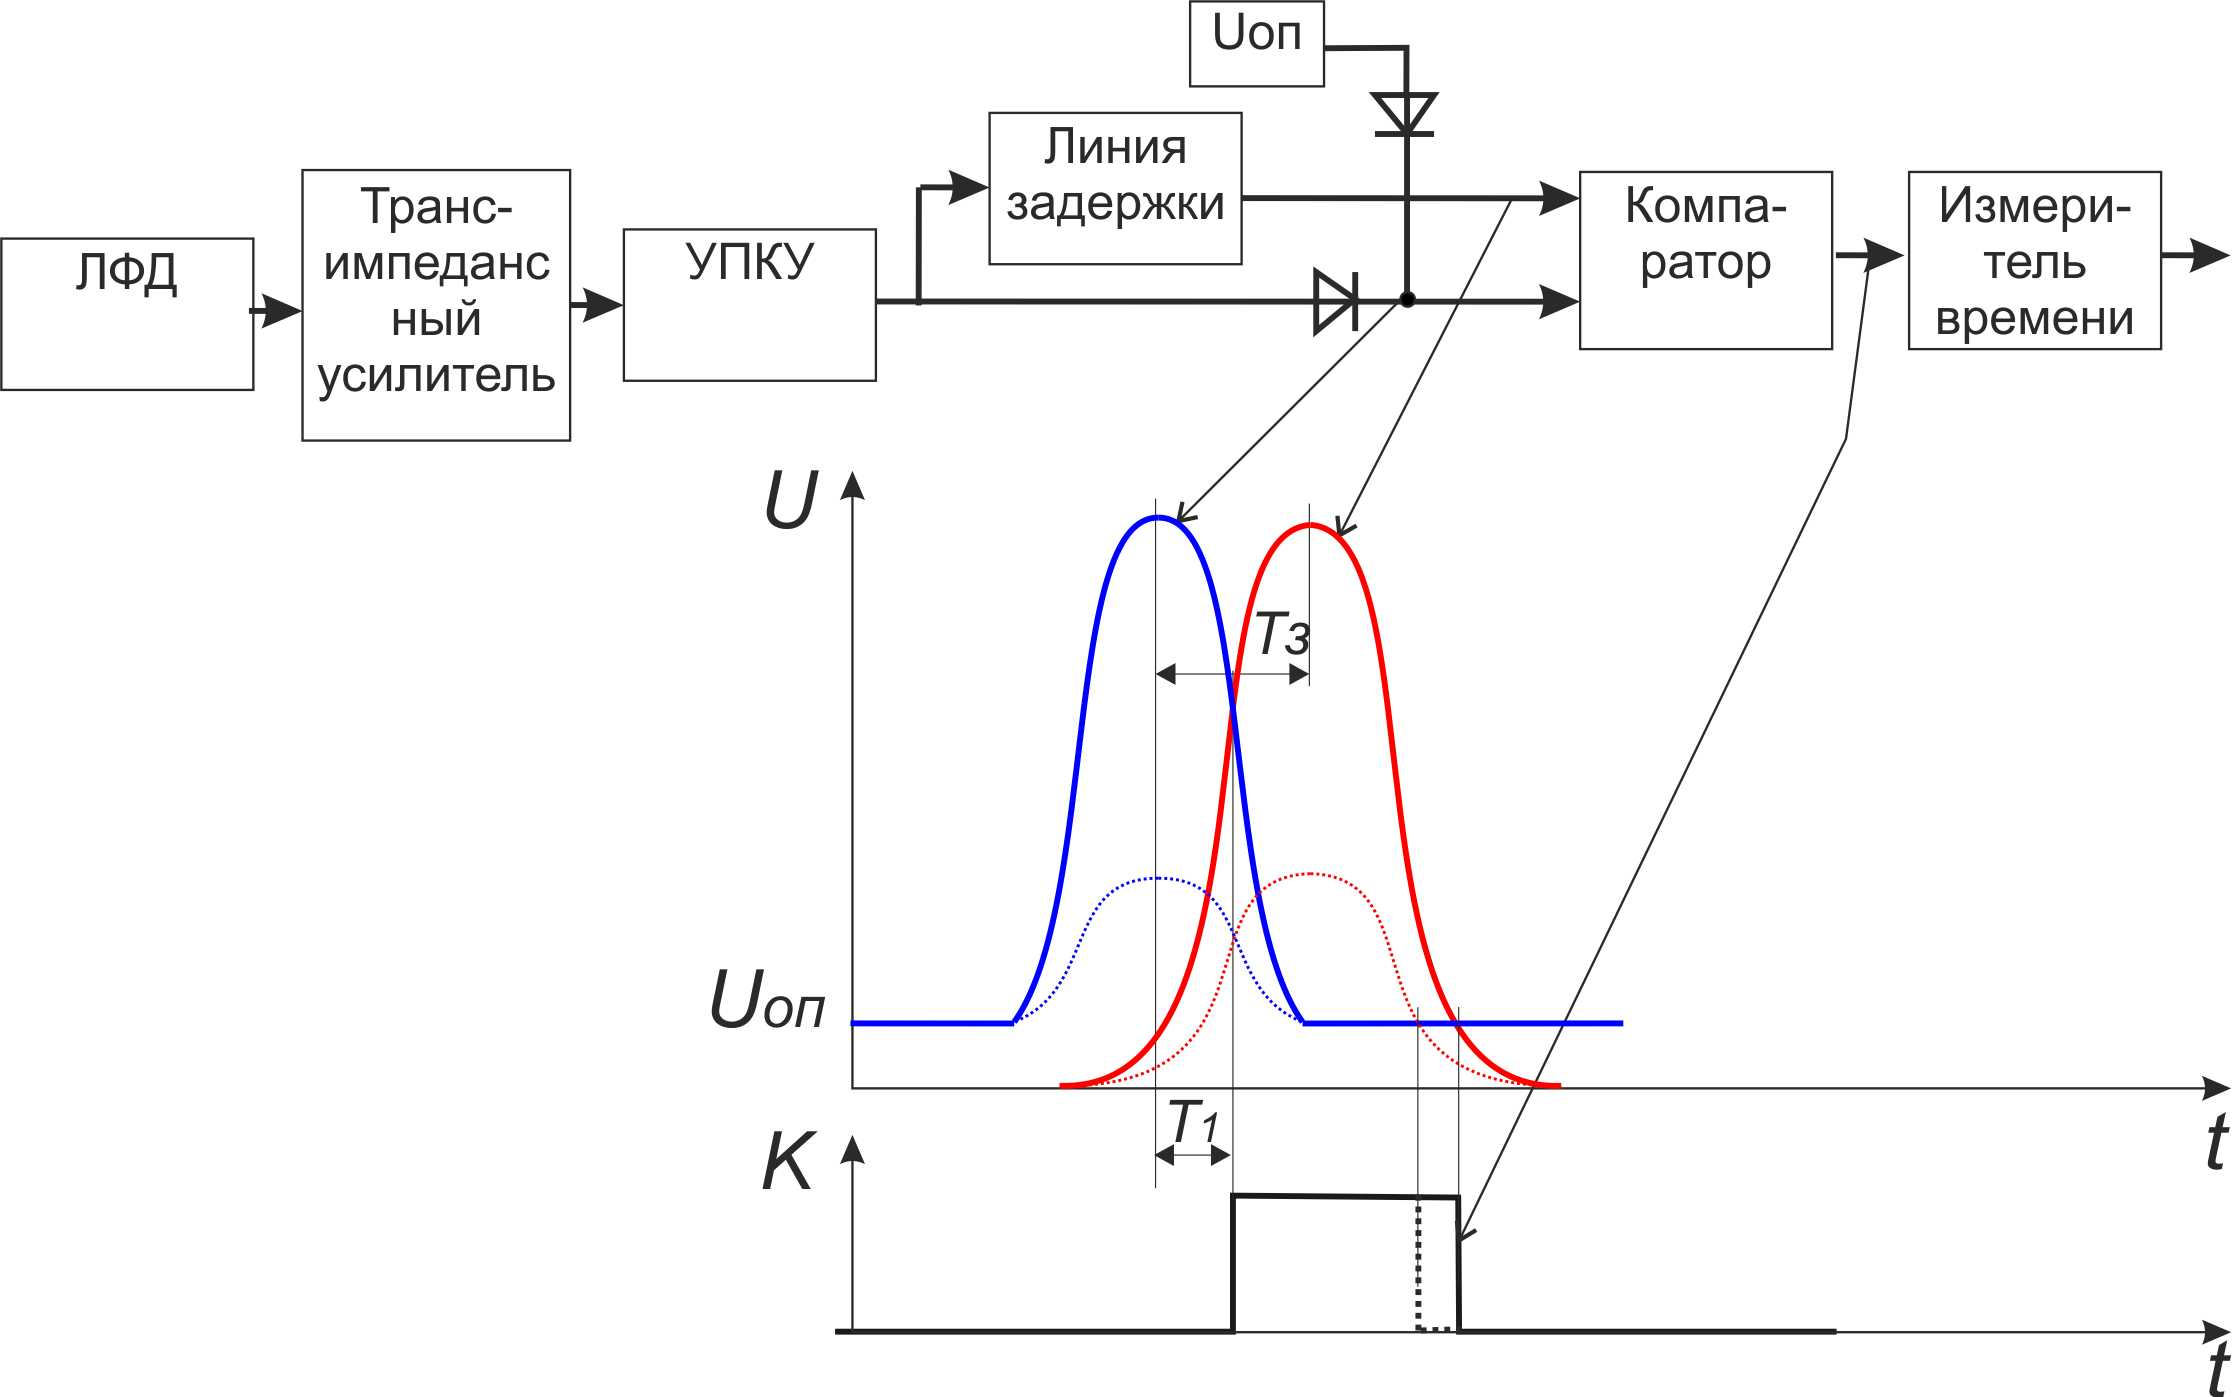 Uоп
Линия
задержки
Транс-
импеданс
ный
усилитель
ЛФД
УПКУ
Компа-
ратор
Измери-
тель
времени
U
Tз
Uоп
t
T1
K
t